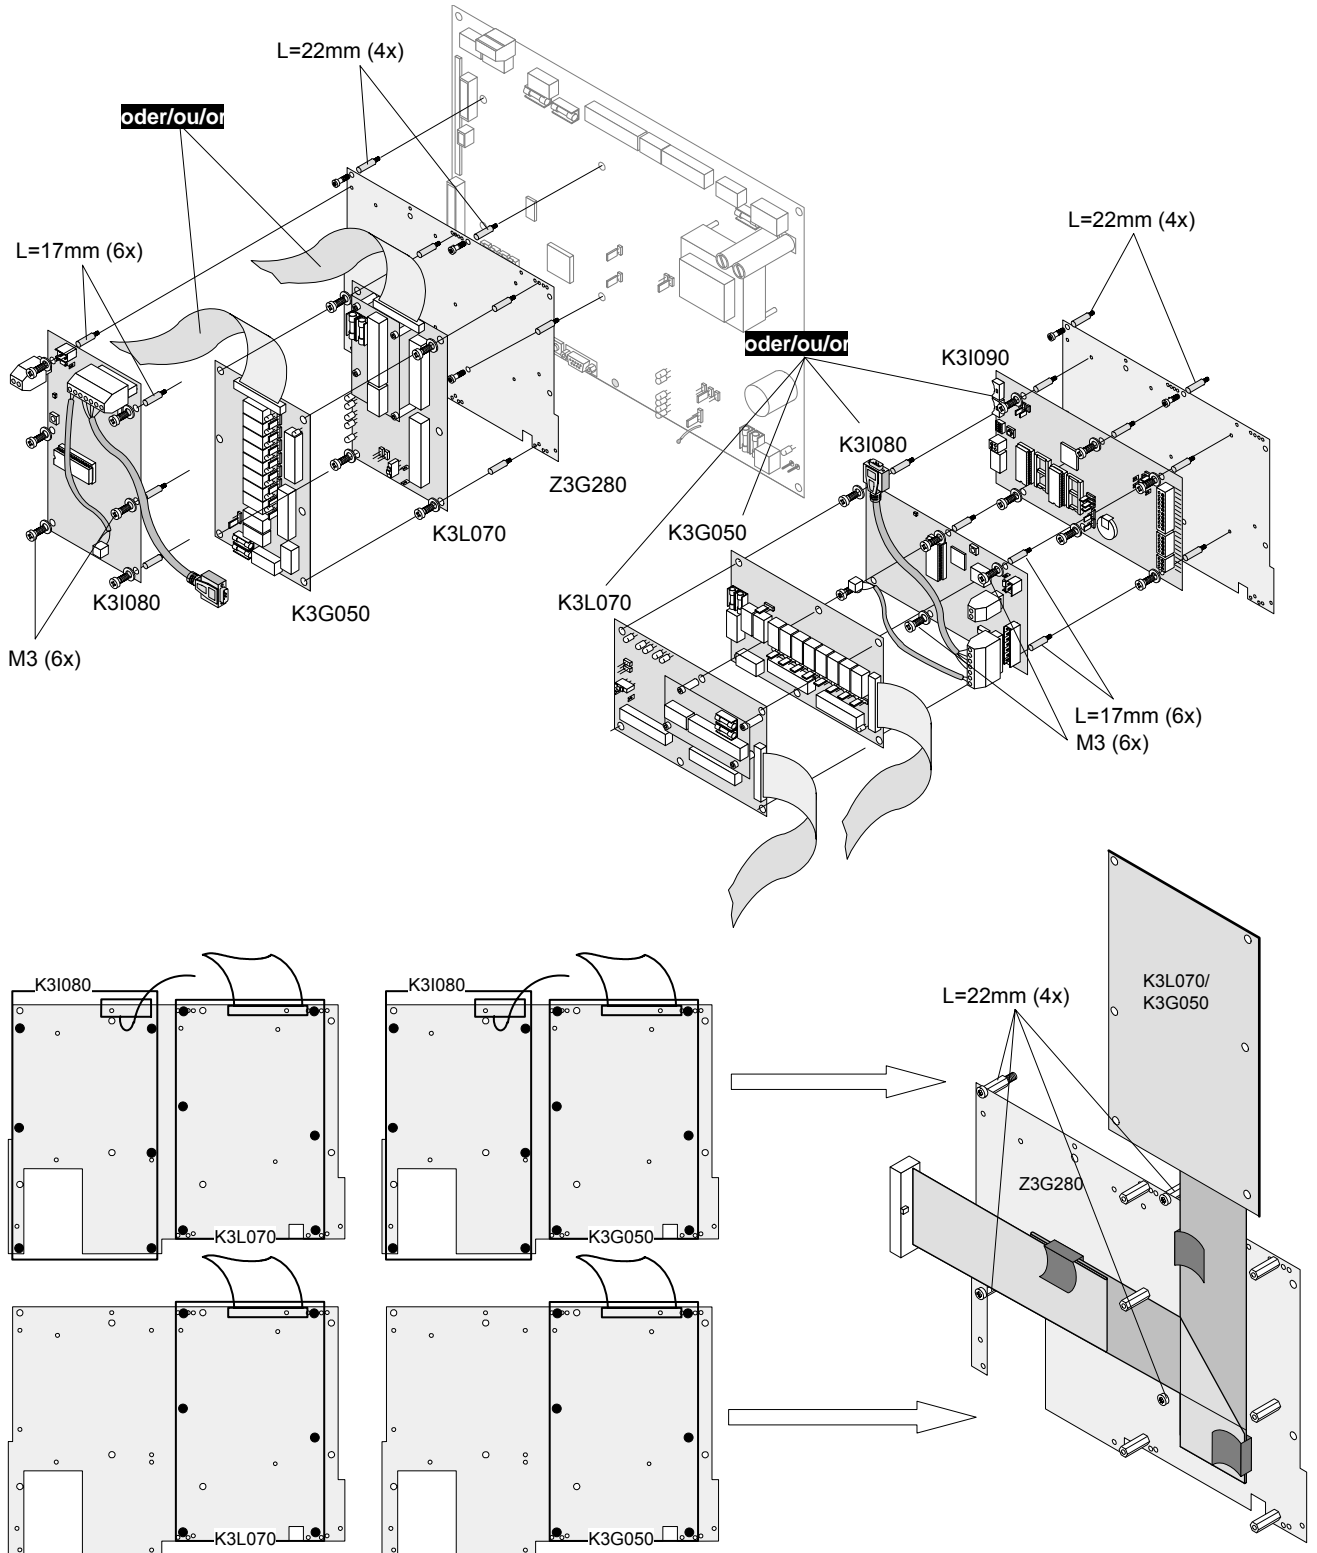 L=22mm (4x)
oder/ou/or
L=17mm (6x)
L=22mm (4x)
oder/ou/or
K3I090
K3I080
Z3G280
K3L070
K3G050
K3I080
K3G050
K3L070
M3 (6x)
L=17mm (6x)
M3 (6x)
K3I080
K3I080
K3L070/
K3G050
L=22mm (4x)
Z3G280
K3L070
K3G050
K3L070
K3G050